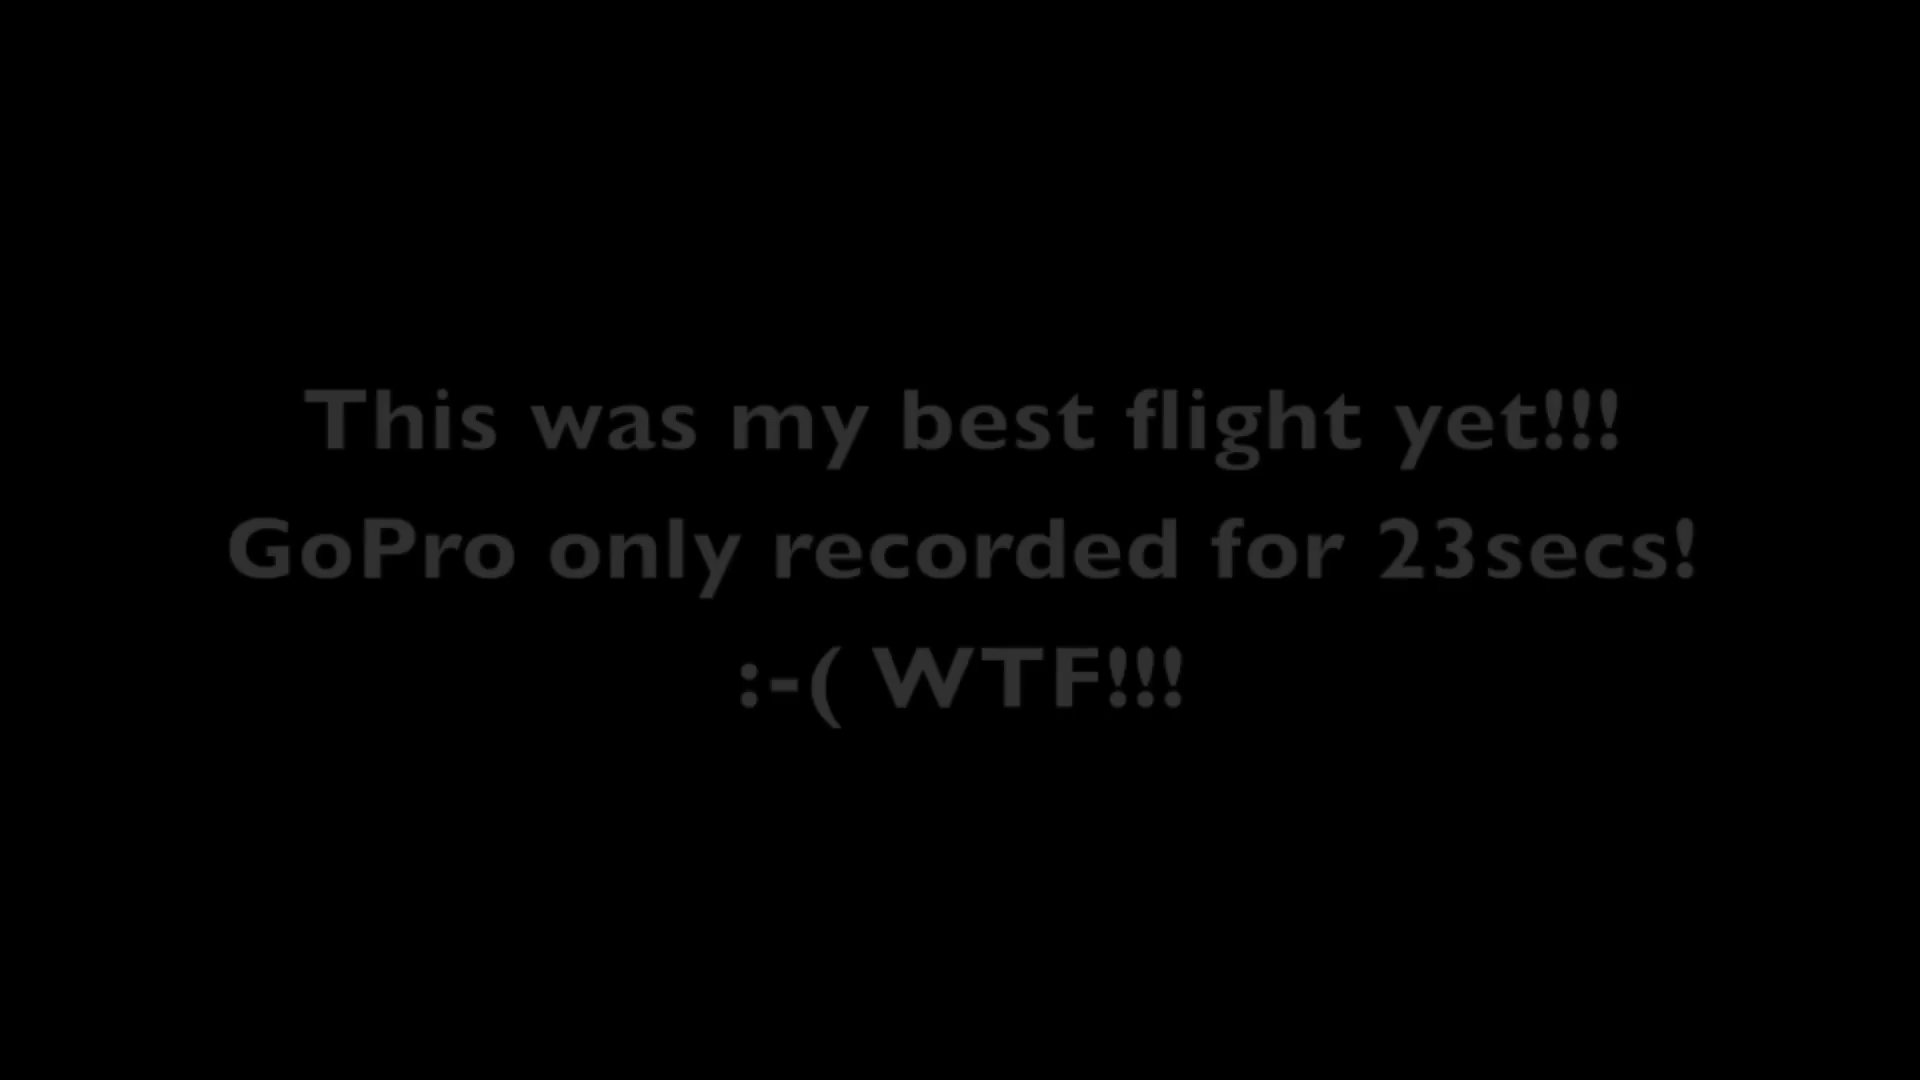 This was my best flight yet!!!
GoPro only recorded for 23secs!
:-( WTF!!!